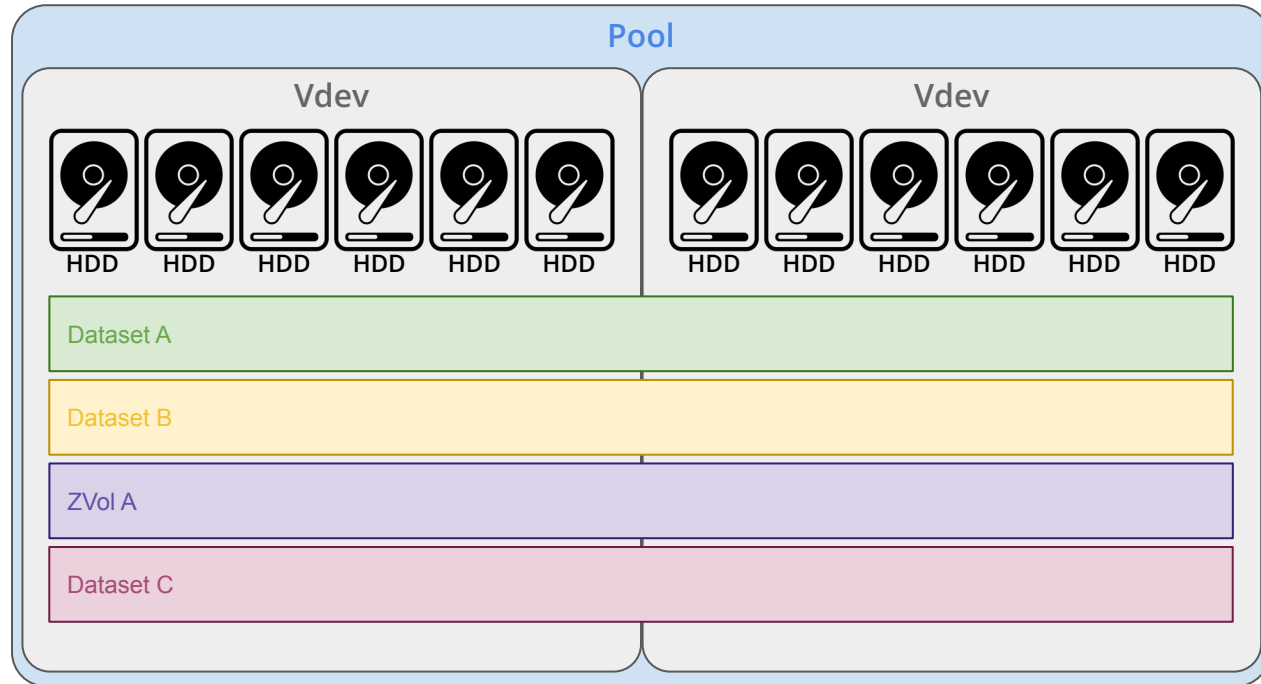 Pool
Vdev Vdev
HDD HDD HDD HDD HDD HDD HDD HDD HDD HDD HDD HDD
Dataset A
Dataset B
ZVol A
Dataset C